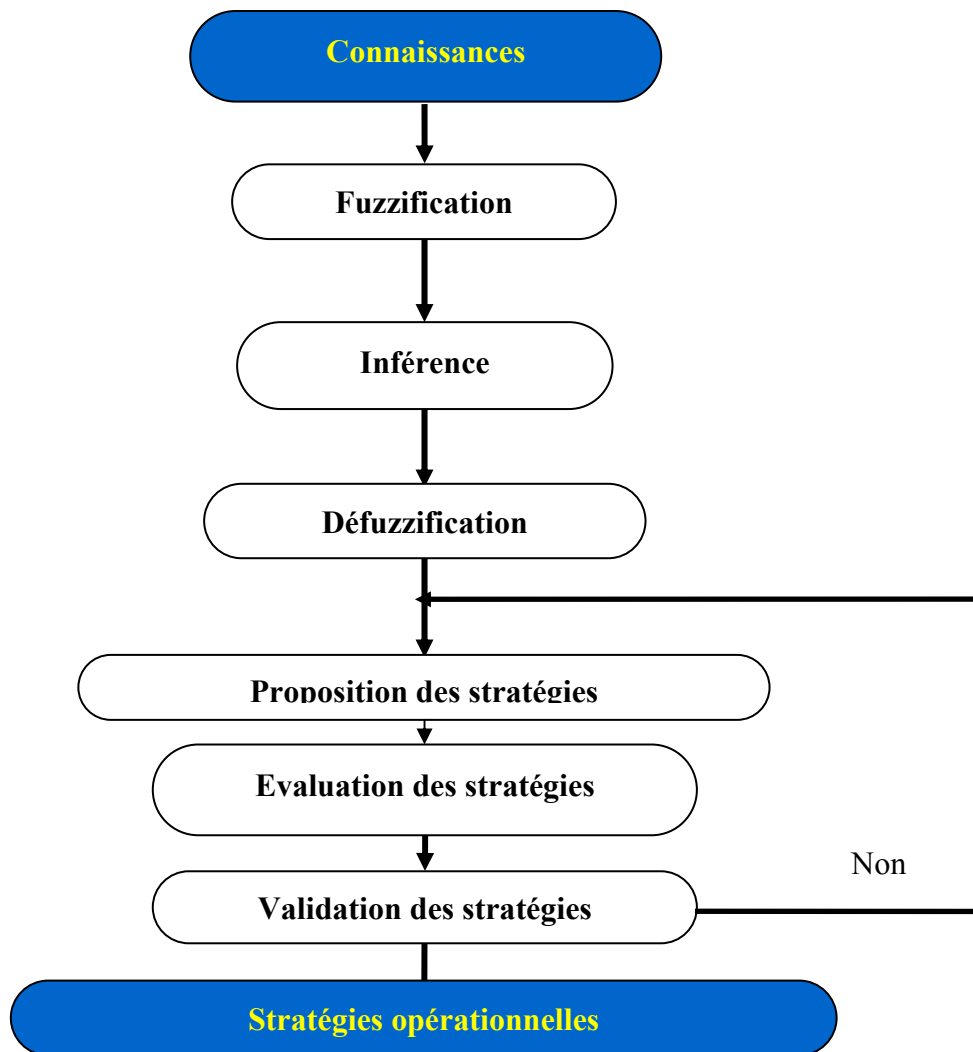 Connaissances
Fuzzification
Inférence
Défuzzification
Proposition des stratégies
Evaluation des stratégies
Non
Validation des stratégies
Stratégies opérationnelles